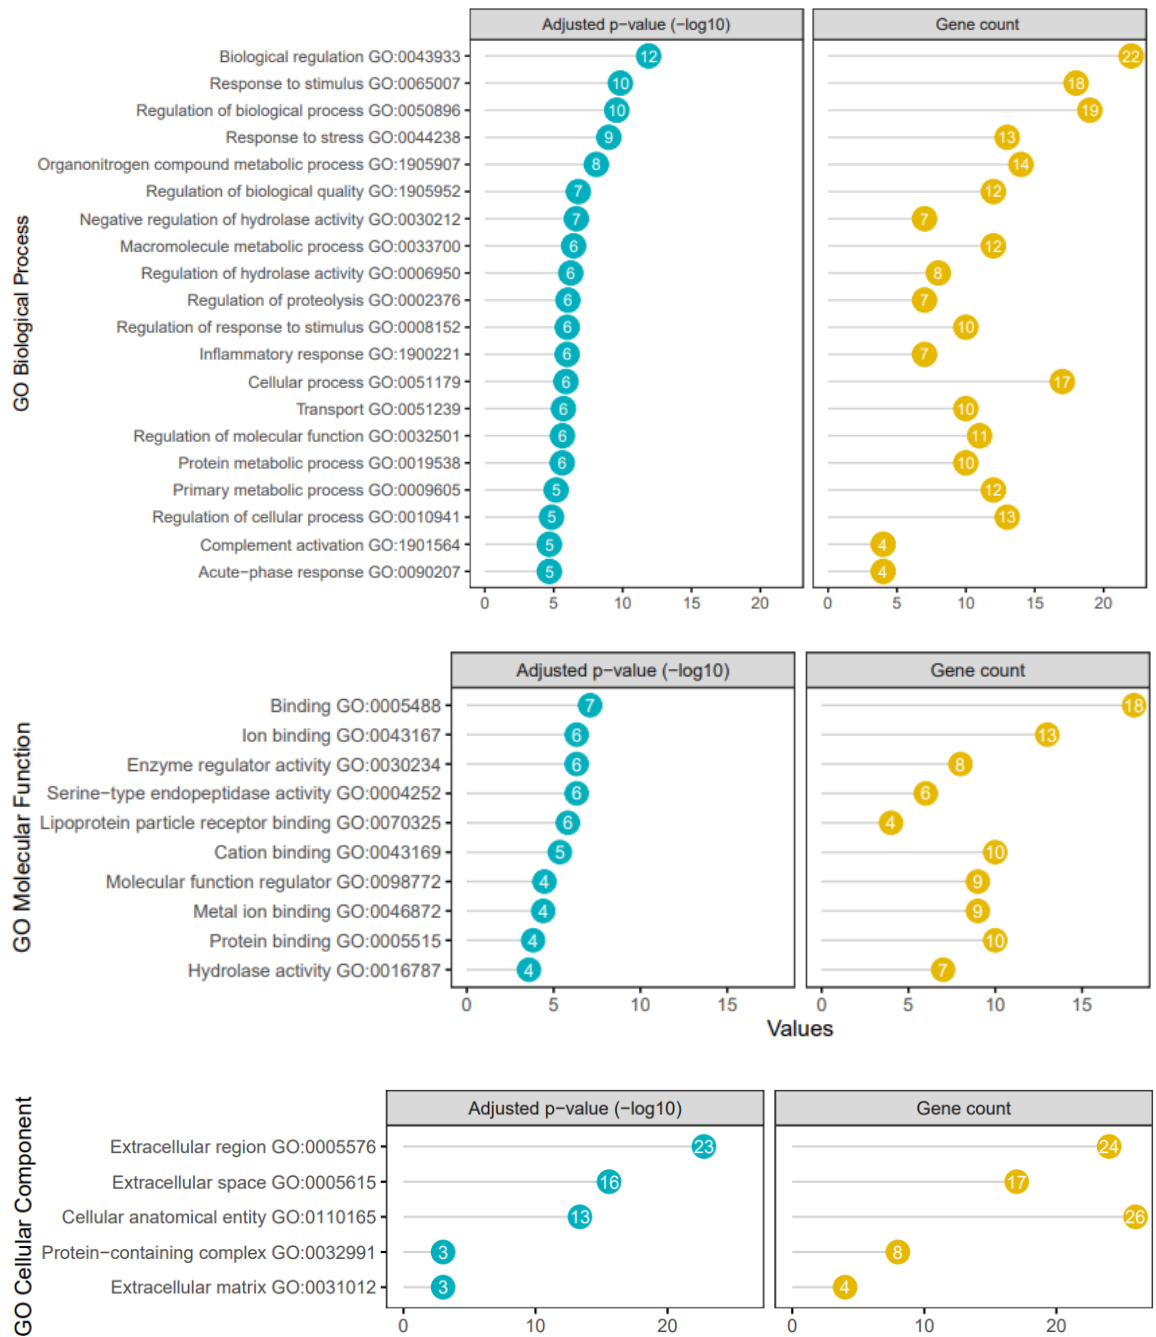 Adjusted p−value (−log10) Gene count
GO Biological Process
Biological regulation GO:0043933 12 22
Response to stimulus GO:0065007 10 18
Regulation of biological process GO:0050896 10 19
Response to stress GO:0044238 9 13
Organonitrogen compound metabolic process GO:1905907 8 14
Regulation of biological quality GO:1905952 7 12
Negative regulation of hydrolase activity GO:0030212 7 7
Macromolecule metabolic process GO:0033700 6 12
Regulation of hydrolase activity GO:0006950 6 8
Regulation of proteolysis GO:0002376 6 7
Regulation of response to stimulus GO:0008152 6 10
Inflammatory response GO:1900221 6 7
Cellular process GO:0051179 6 17
Transport GO:0051239 6 10
Regulation of molecular function GO:0032501 6 11
Protein metabolic process GO:0019538 6 10
Primary metabolic process GO:0009605 5 12
Regulation of cellular process GO:0010941 5 13
Complement activation GO:1901564 5 4
Acute−phase response GO:0090207 5 4
0 5 10 15 20 0 5 10 15 20
Adjusted p−value (−log10) Gene count
GO Molecular Function
Binding GO:0005488 7 18
Ion binding GO:0043167 6 13
Enzyme regulator activity GO:0030234 6 8
Serine−type endopeptidase activity GO:0004252 6 6
Lipoprotein particle receptor binding GO:0070325 6 4
Cation binding GO:0043169 5 10
Molecular function regulator GO:0098772 4 9
Metal ion binding GO:0046872 4 9
Protein binding GO:0005515 4 10
Hydrolase activity GO:0016787 4 7
0 5 10 15 0 5 10 15
Values
Adjusted p−value (−log10) Gene count
GO Cellular Component
Extracellular region GO:0005576 23 24
Extracellular space GO:0005615 16 17
Cellular anatomical entity GO:0110165 13 26
Protein−containing complex GO:0032991 3 8
Extracellular matrix GO:0031012 3 4
0 10 20 0 10 20